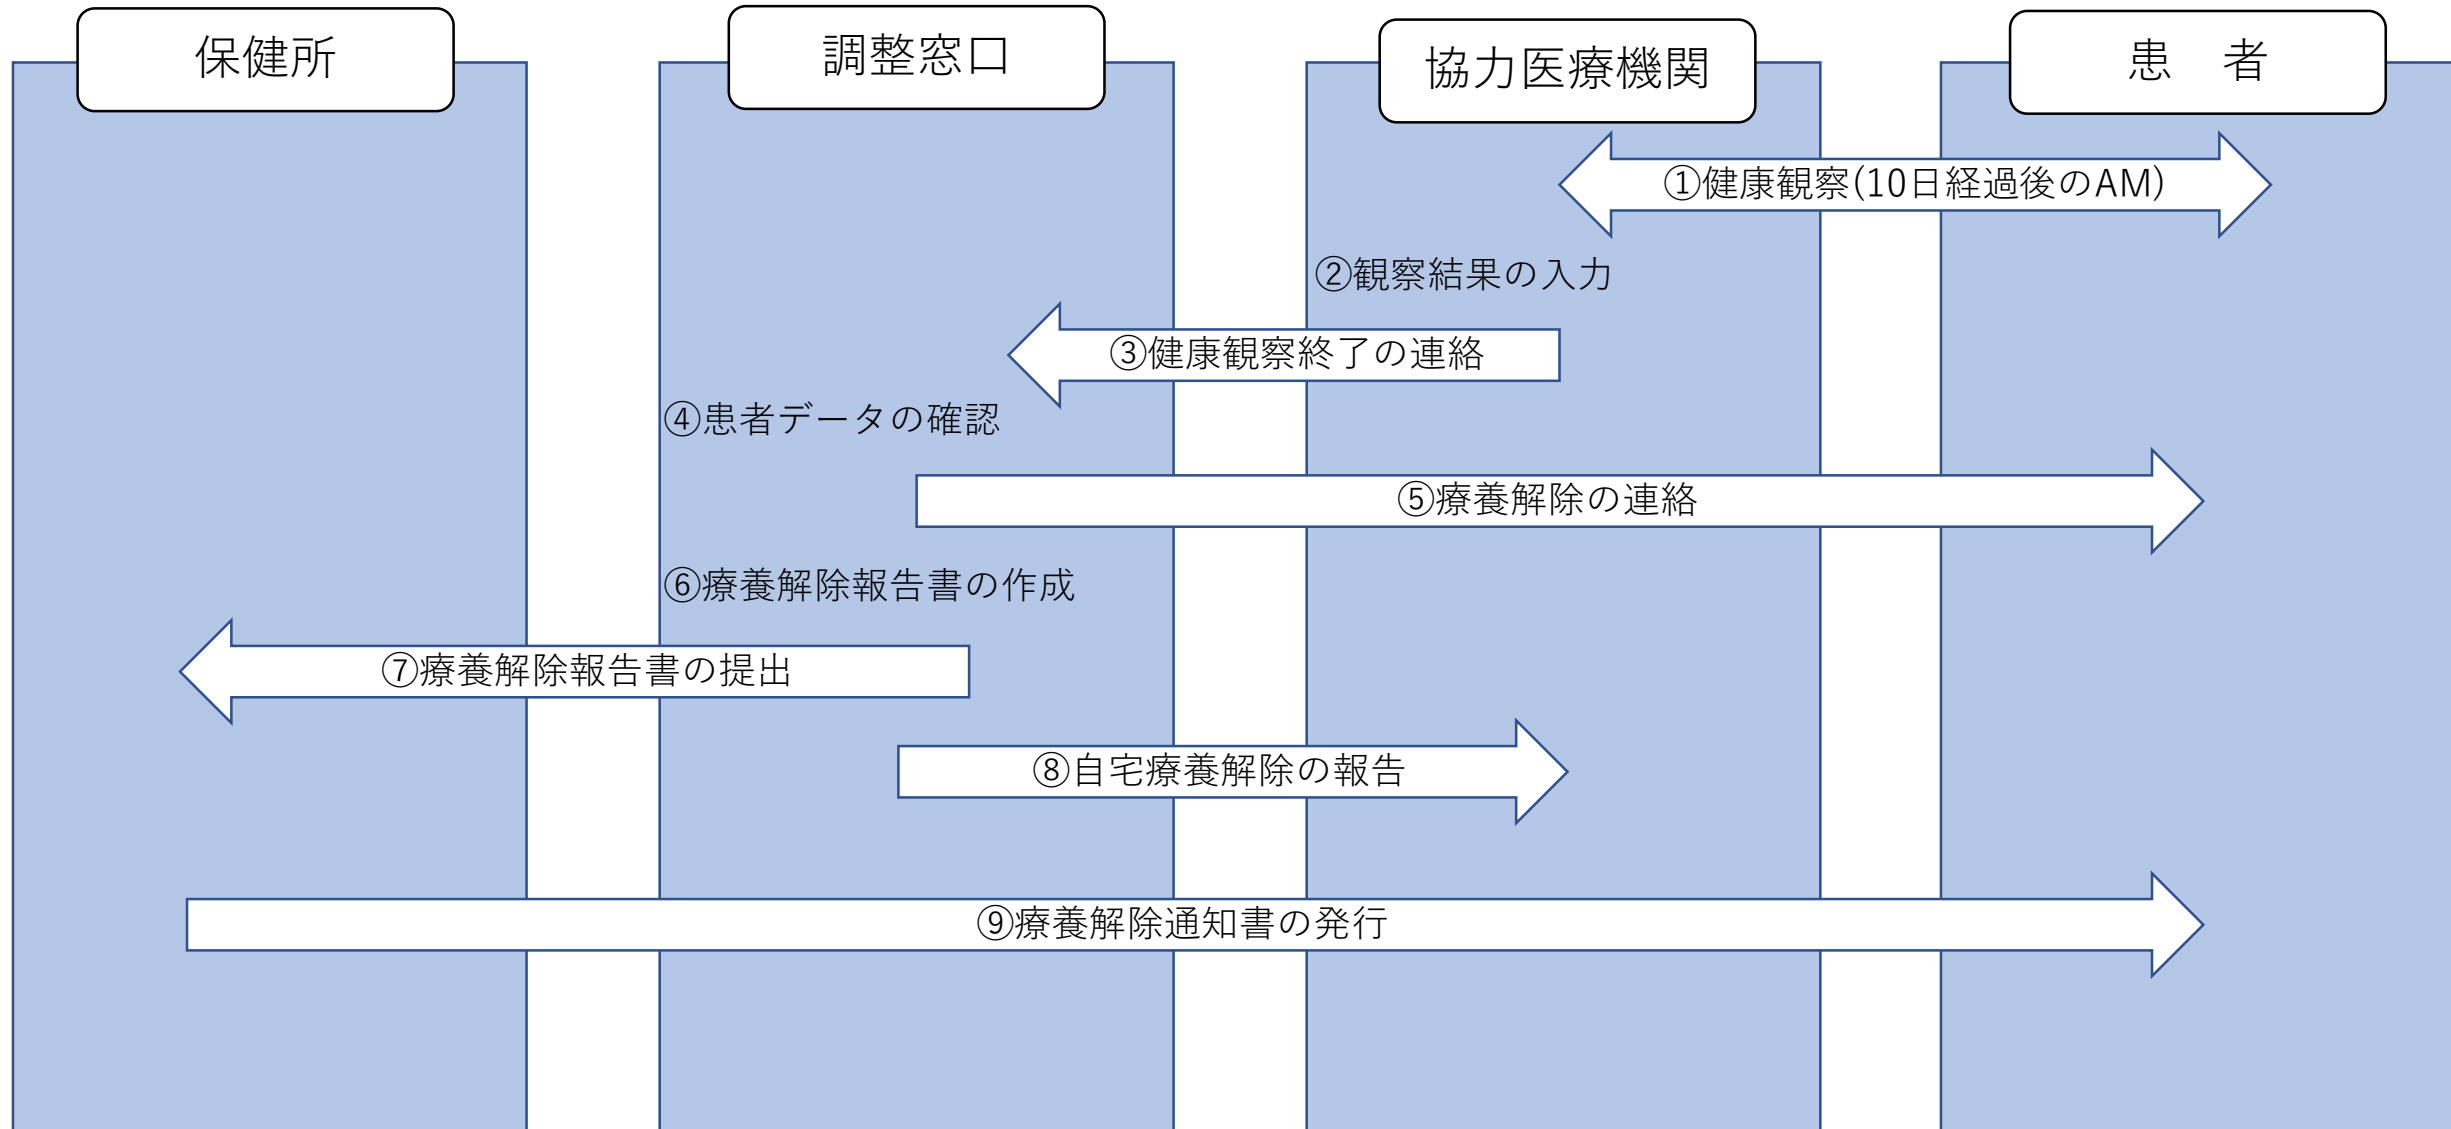 保健所
調整窓口
協力医療機関
患　者
①健康観察(10日経過後のAM)
②観察結果の入力
③健康観察終了の連絡
④患者データの確認
⑤療養解除の連絡
⑥療養解除報告書の作成
⑦療養解除報告書の提出
⑧自宅療養解除の報告
⑨療養解除通知書の発行